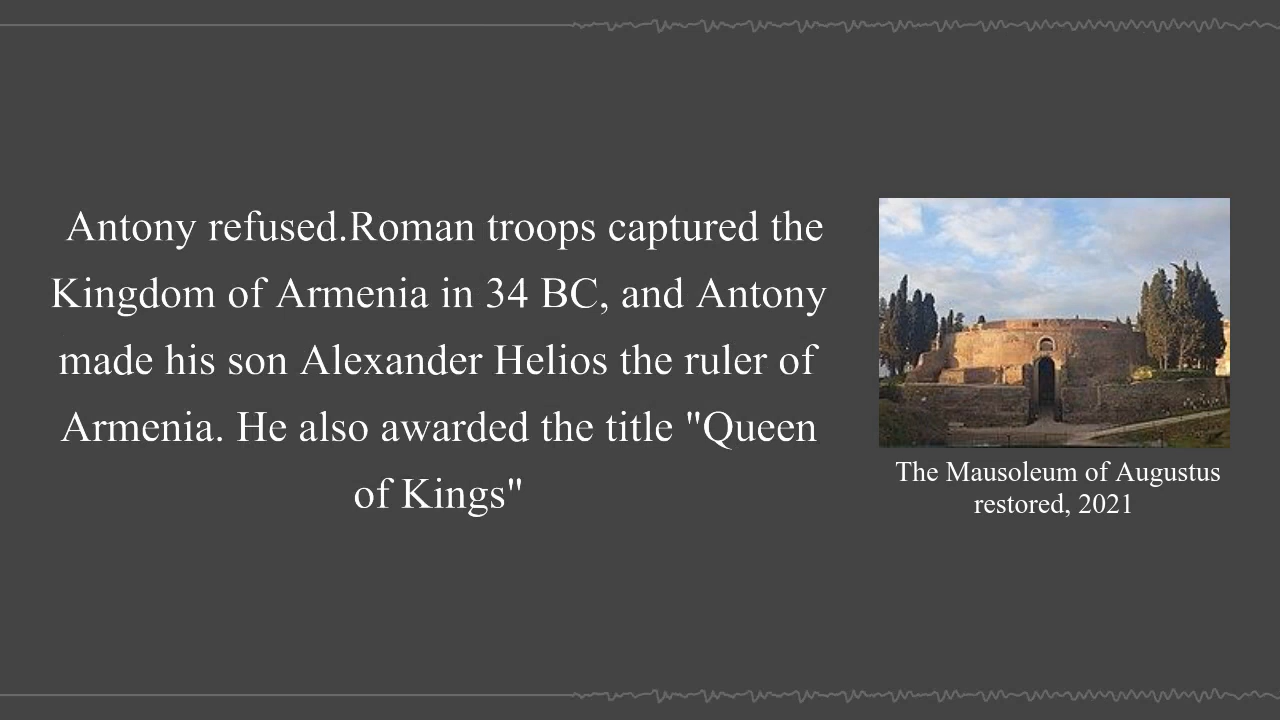 Antony refused.Roman troops captured the
Kingdom of Armenia in 34 BC, and Antony
made his son Alexander Helios the ruler of
Armenia. He also awarded the title "Queen
of Kings"
The Mausoleum of Augustus
restored, 2021